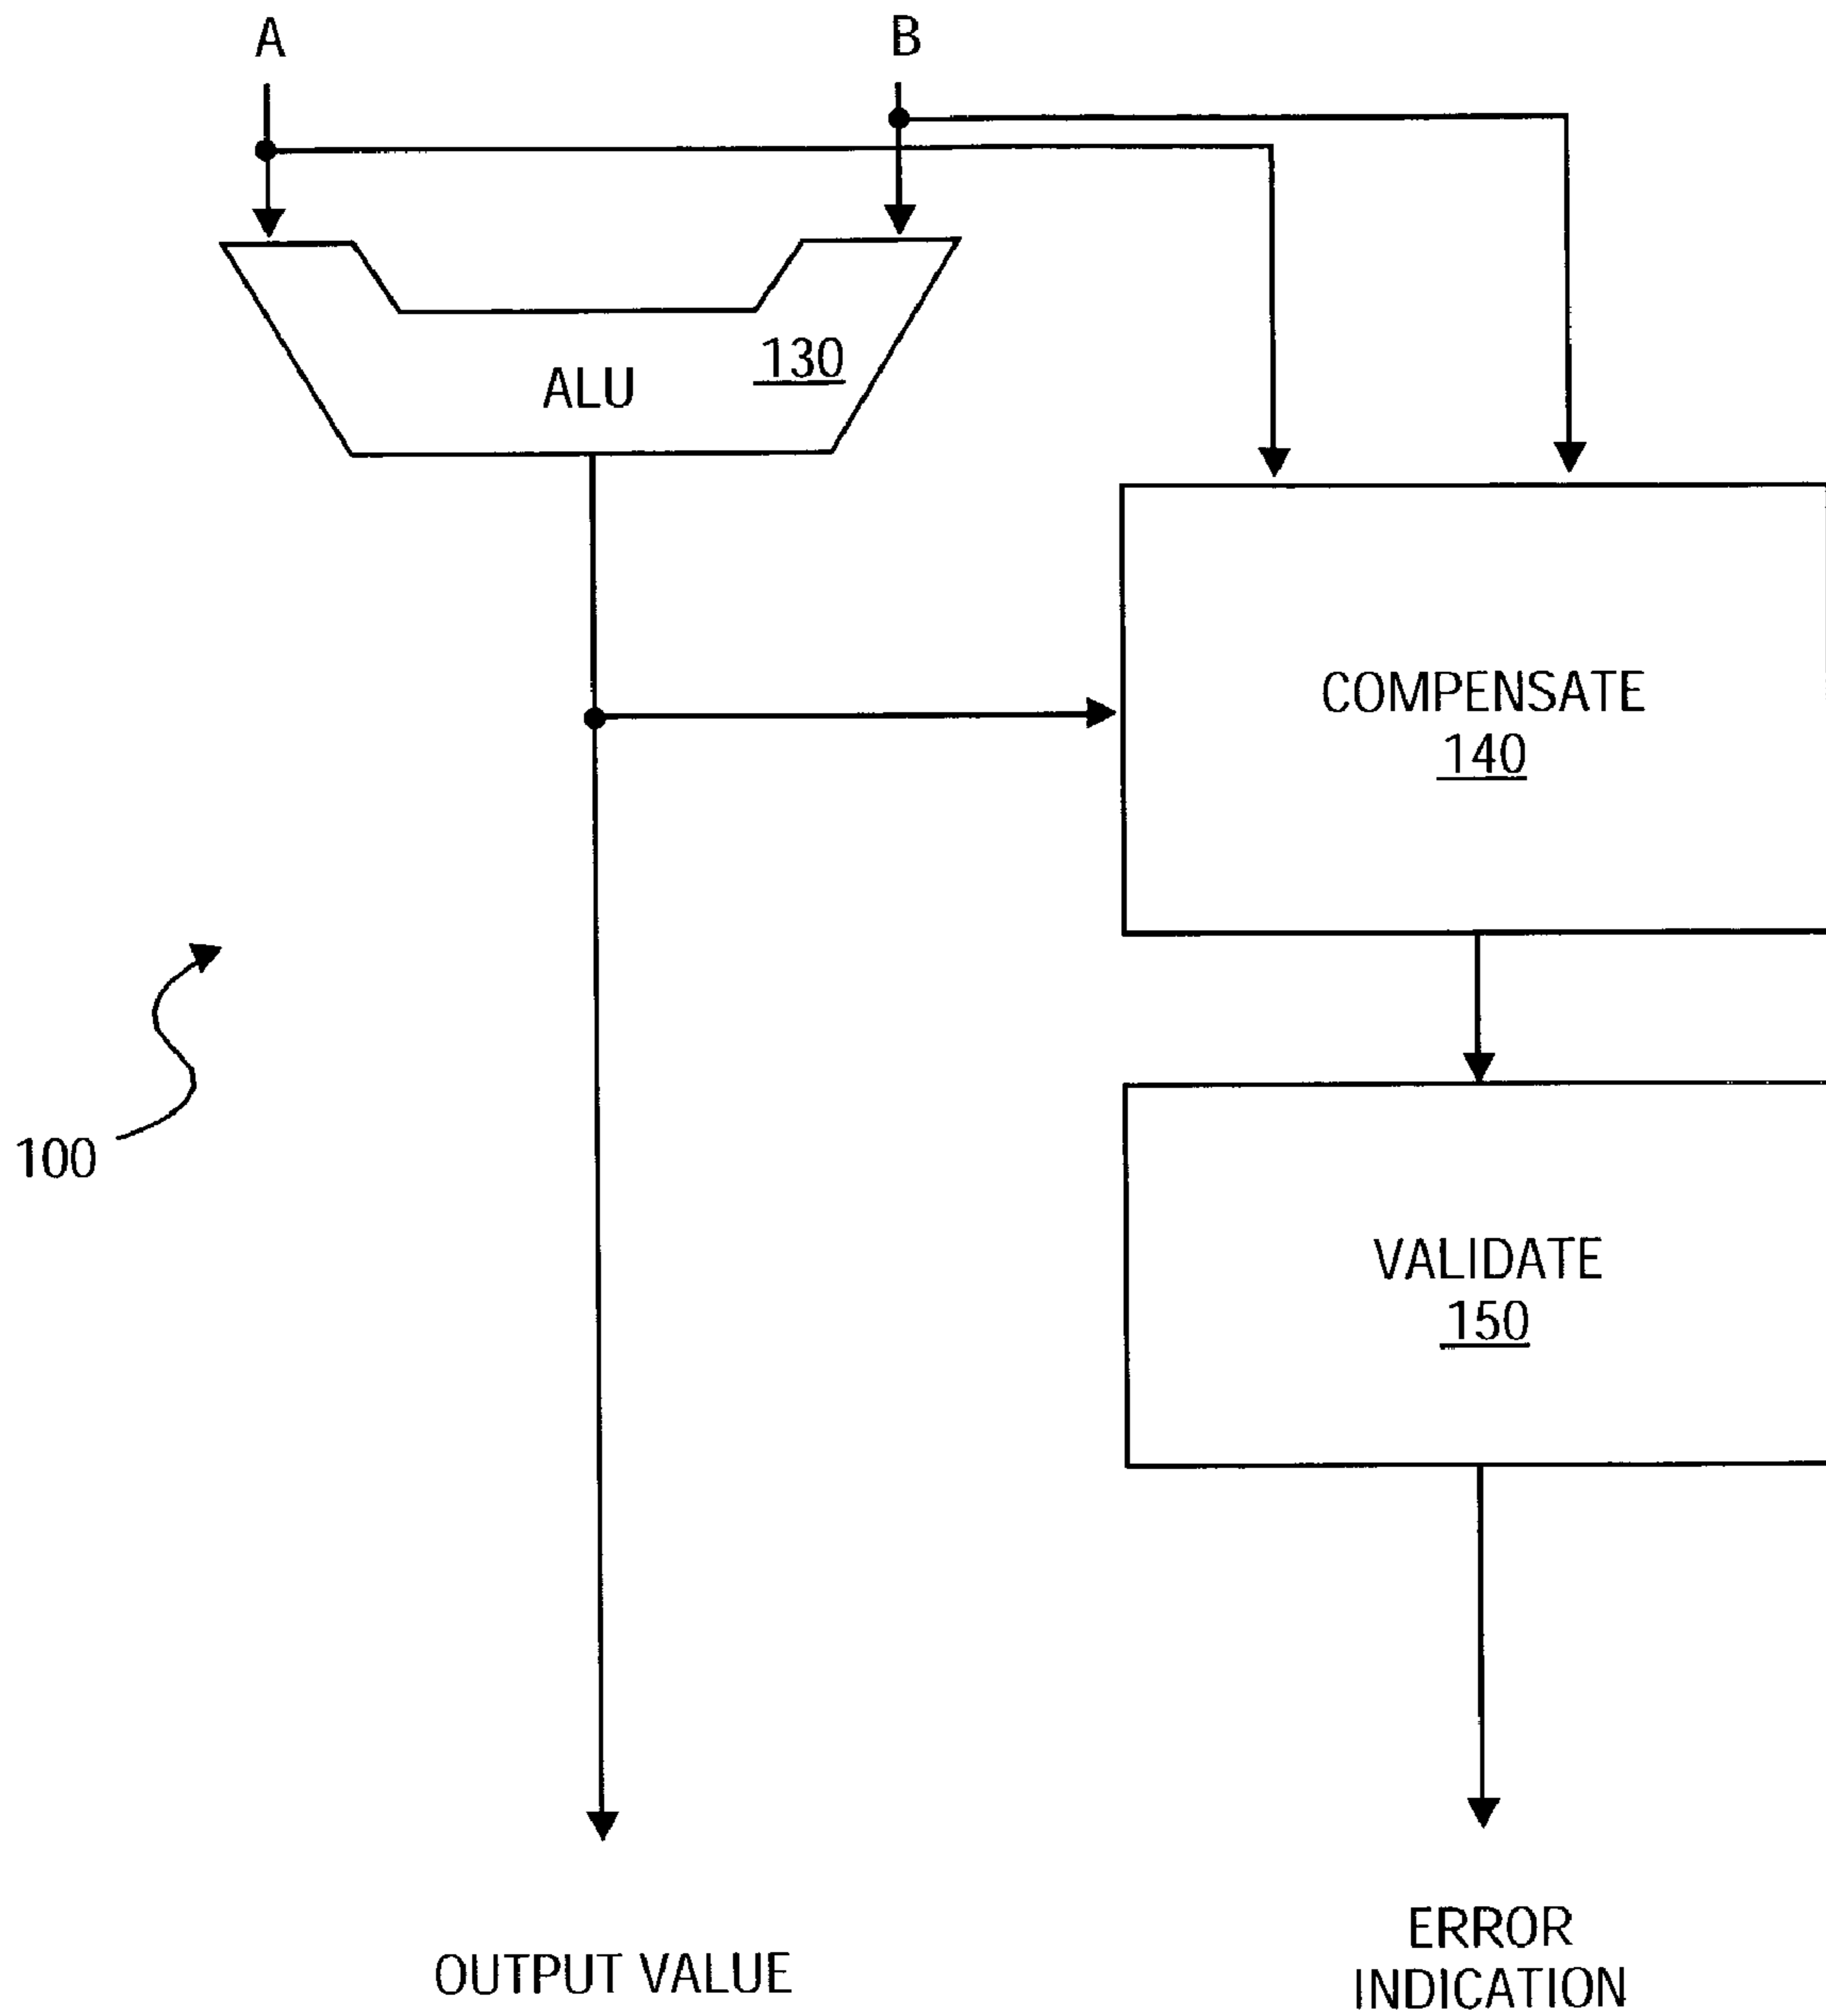 A
B
130
ALU
COMPENSATE
140
100
VALIDATE
150
OUTPUT VALUE
ERROR
INDICATION